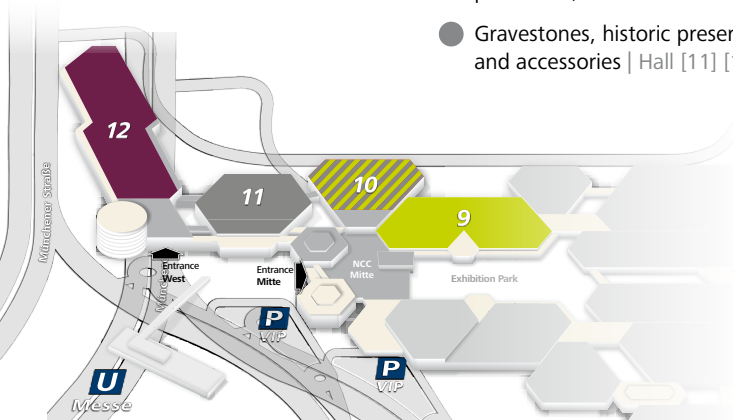 Gravestones, historic preser
and accessories | Hall [11] [1
12
11
10
9
Münchener Straße
Entrance
West
Entrance
Mitte
NCC
Mitte
Exhibition Park
P
VIP
P
VIP
U
Messe